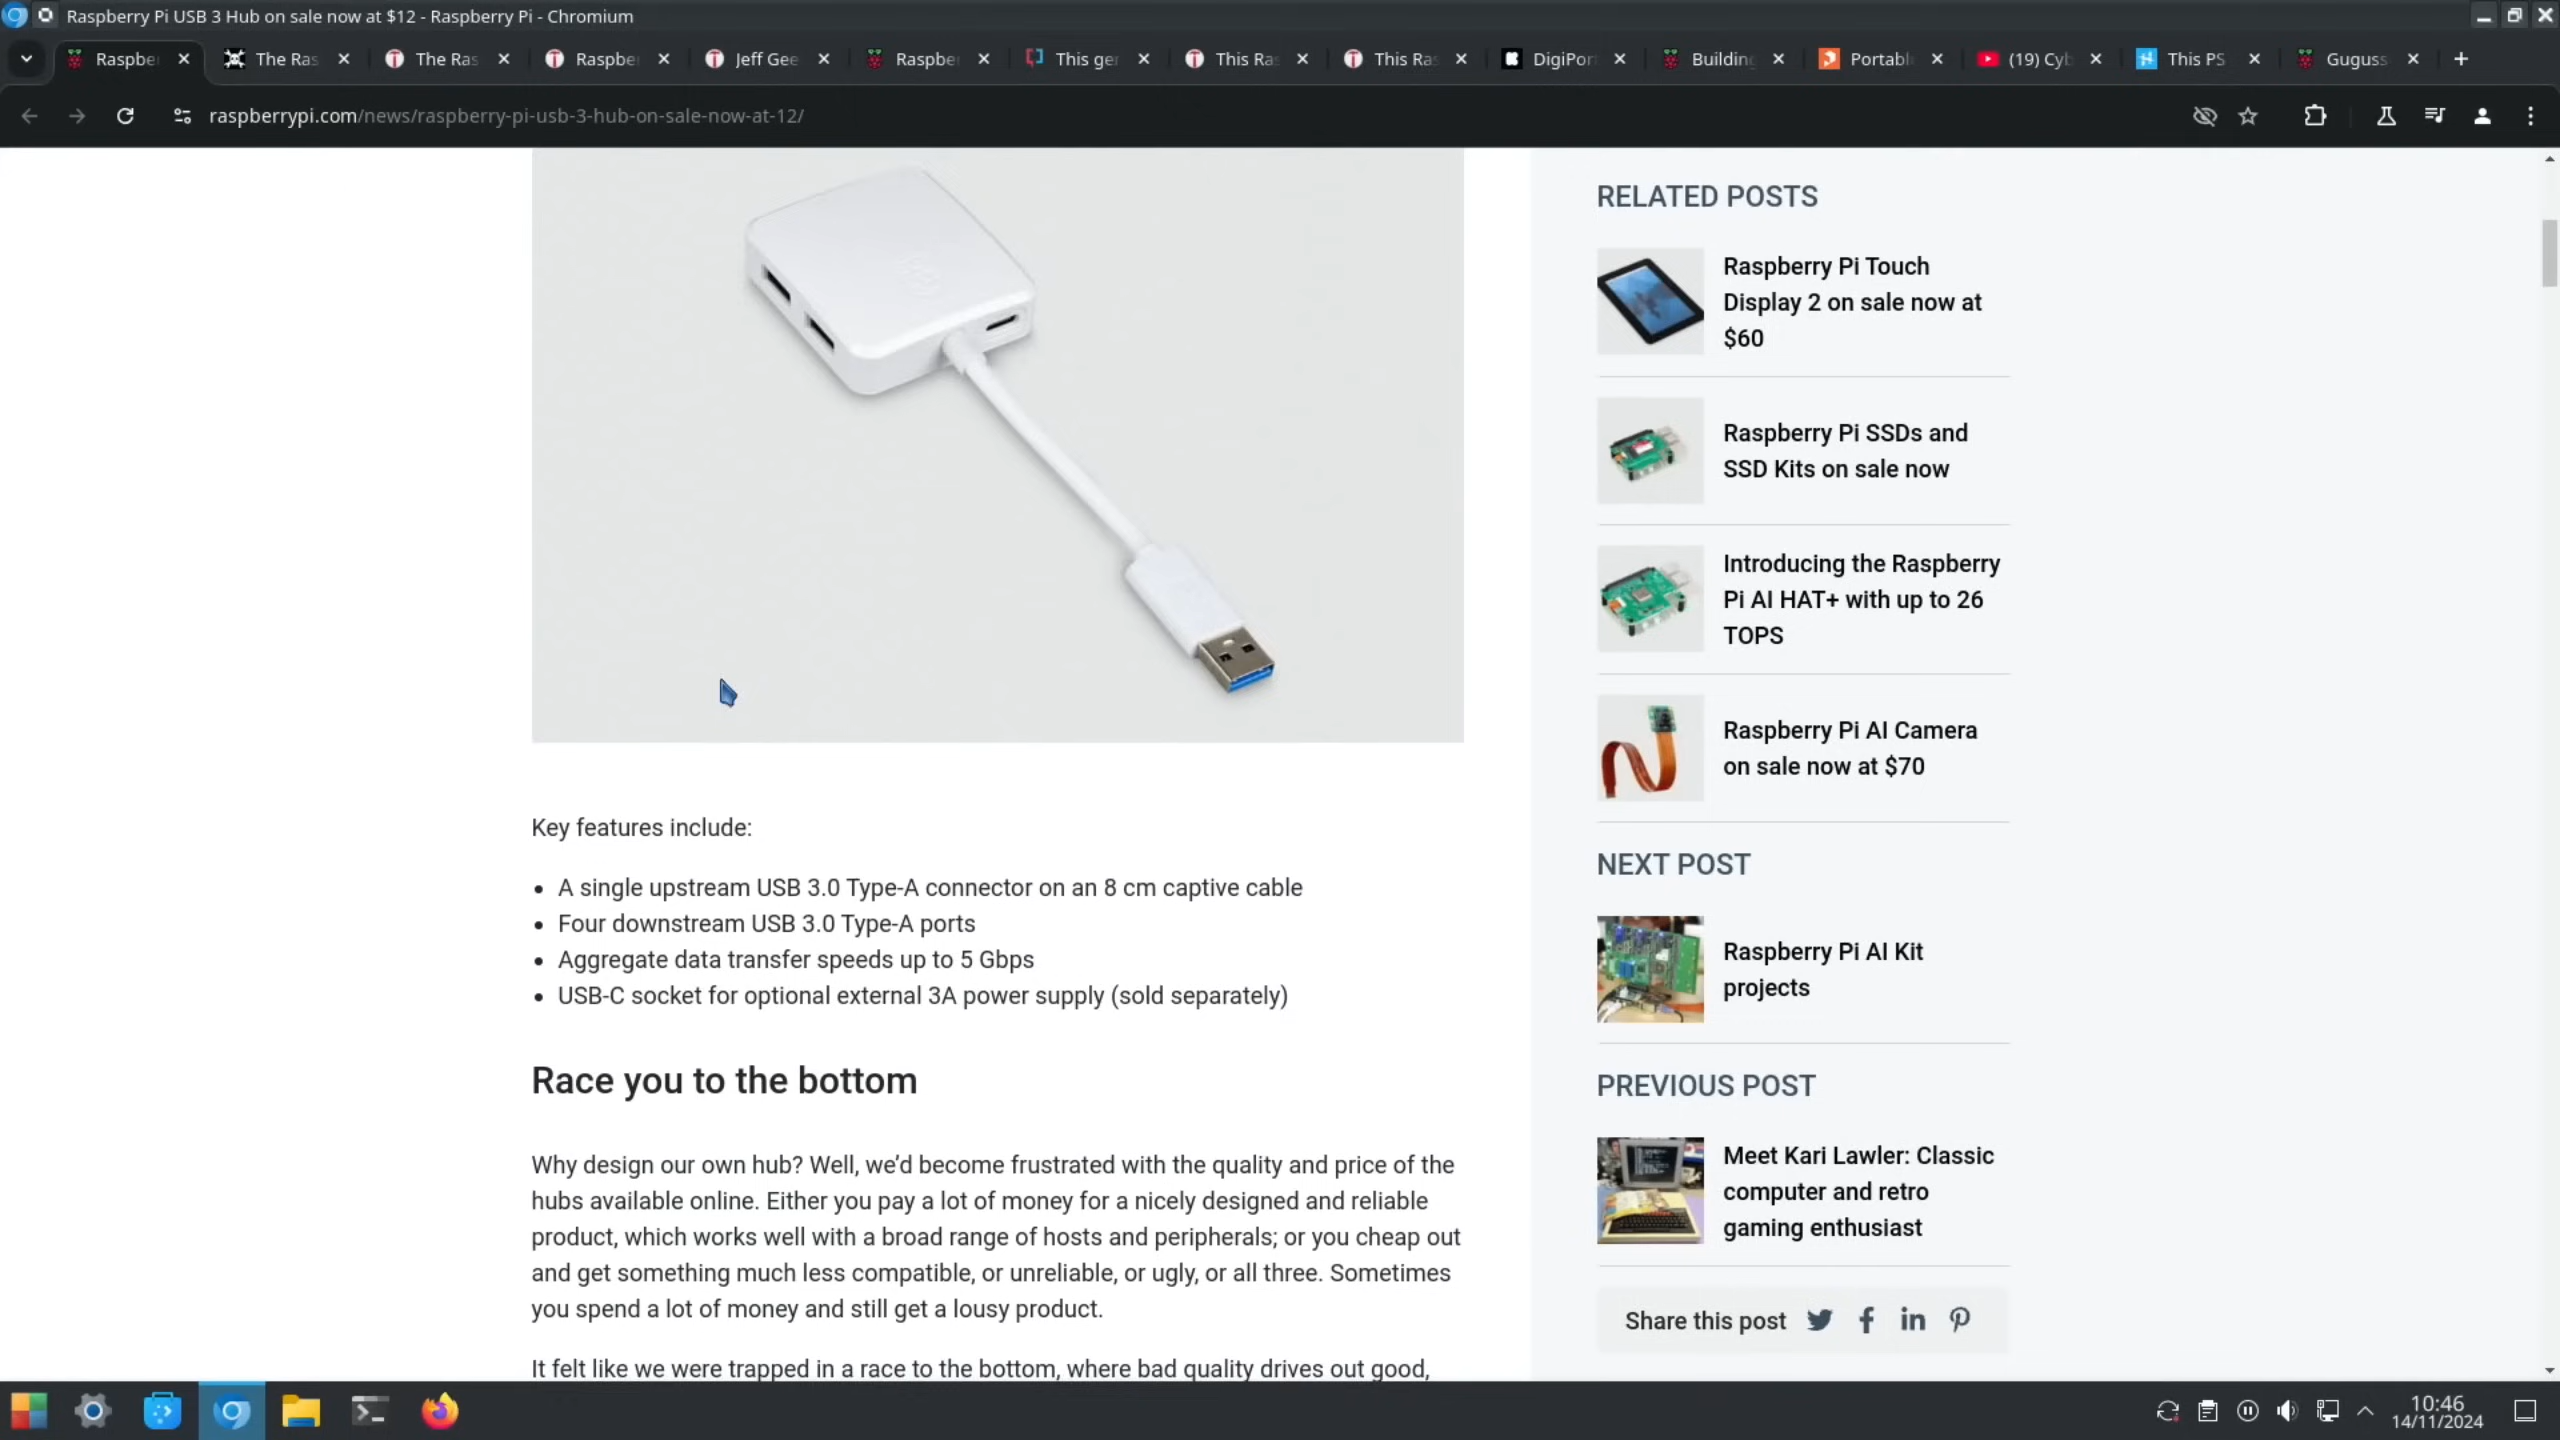 Raspberry Pi USB 3 Hub on sale now at $12 - Raspberry Pi - Chromium
Raspbe
The Ras
The Ras
Raspbe
Jeff Gee
Raspbe
This ger
This Ra
This Ra
DigiPor
Building
Portabl
(19) Cyb
This PS
Guguss
raspberrypi.com/news/raspberry-pi-usb-3-hub-on-sale-now-at-12/
Key features include:
• A single upstream USB 3.0 Type-A connector on an 8 cm captive cable
• Four downstream USB 3.0 Type-A ports
• Aggregate data transfer speeds up to 5 Gbps
• USB-C socket for optional external 3A power supply (sold separately)
Race you to the bottom
Why design our own hub? Well, we’d become frustrated with the quality and price of the
hubs available online. Either you pay a lot of money for a nicely designed and reliable
product, which works well with a broad range of hosts and peripherals; or you cheap out
and get something much less compatible, or unreliable, or ugly, or all three. Sometimes
you spend a lot of money and still get a lousy product.
It felt like we were trapped in a race to the bottom, where bad quality drives out good,
RELATED POSTS
Raspberry Pi Touch
Display 2 on sale now at
$60
Raspberry Pi SSDs and
SSD Kits on sale now
Introducing the Raspberry
Pi AI HAT+ with up to 26
TOPS
Raspberry Pi AI Camera
on sale now at $70
NEXT POST
Raspberry Pi AI Kit
projects
PREVIOUS POST
Meet Kari Lawler: Classic
computer and retro
gaming enthusiast
Share this post
10:46
14/11/2024